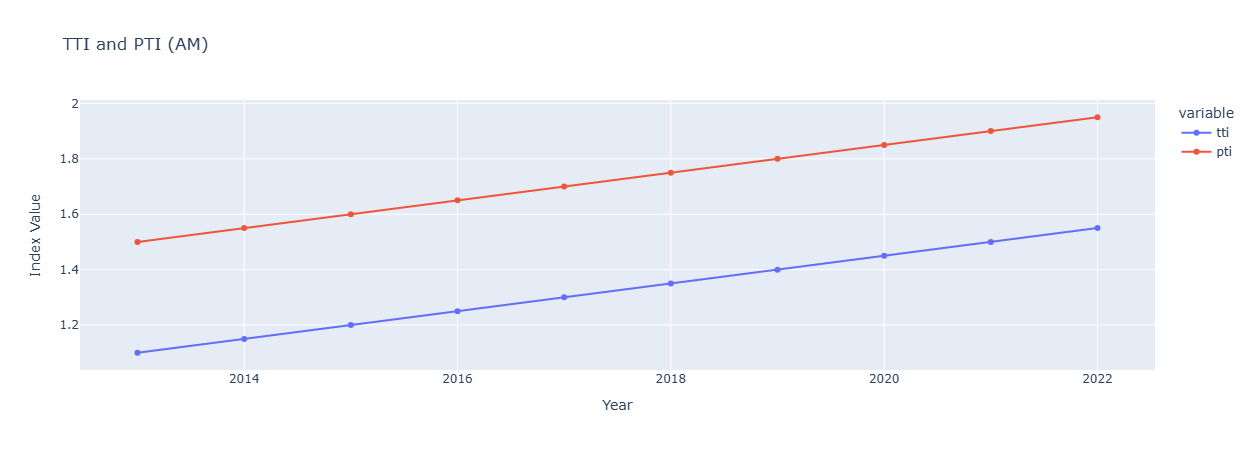 TTI and PTI (AM)
2
1.8
1.6
1.4
1.2
Index Value
2014
2016
2018
2020
2022
Year
variable
tti
pti